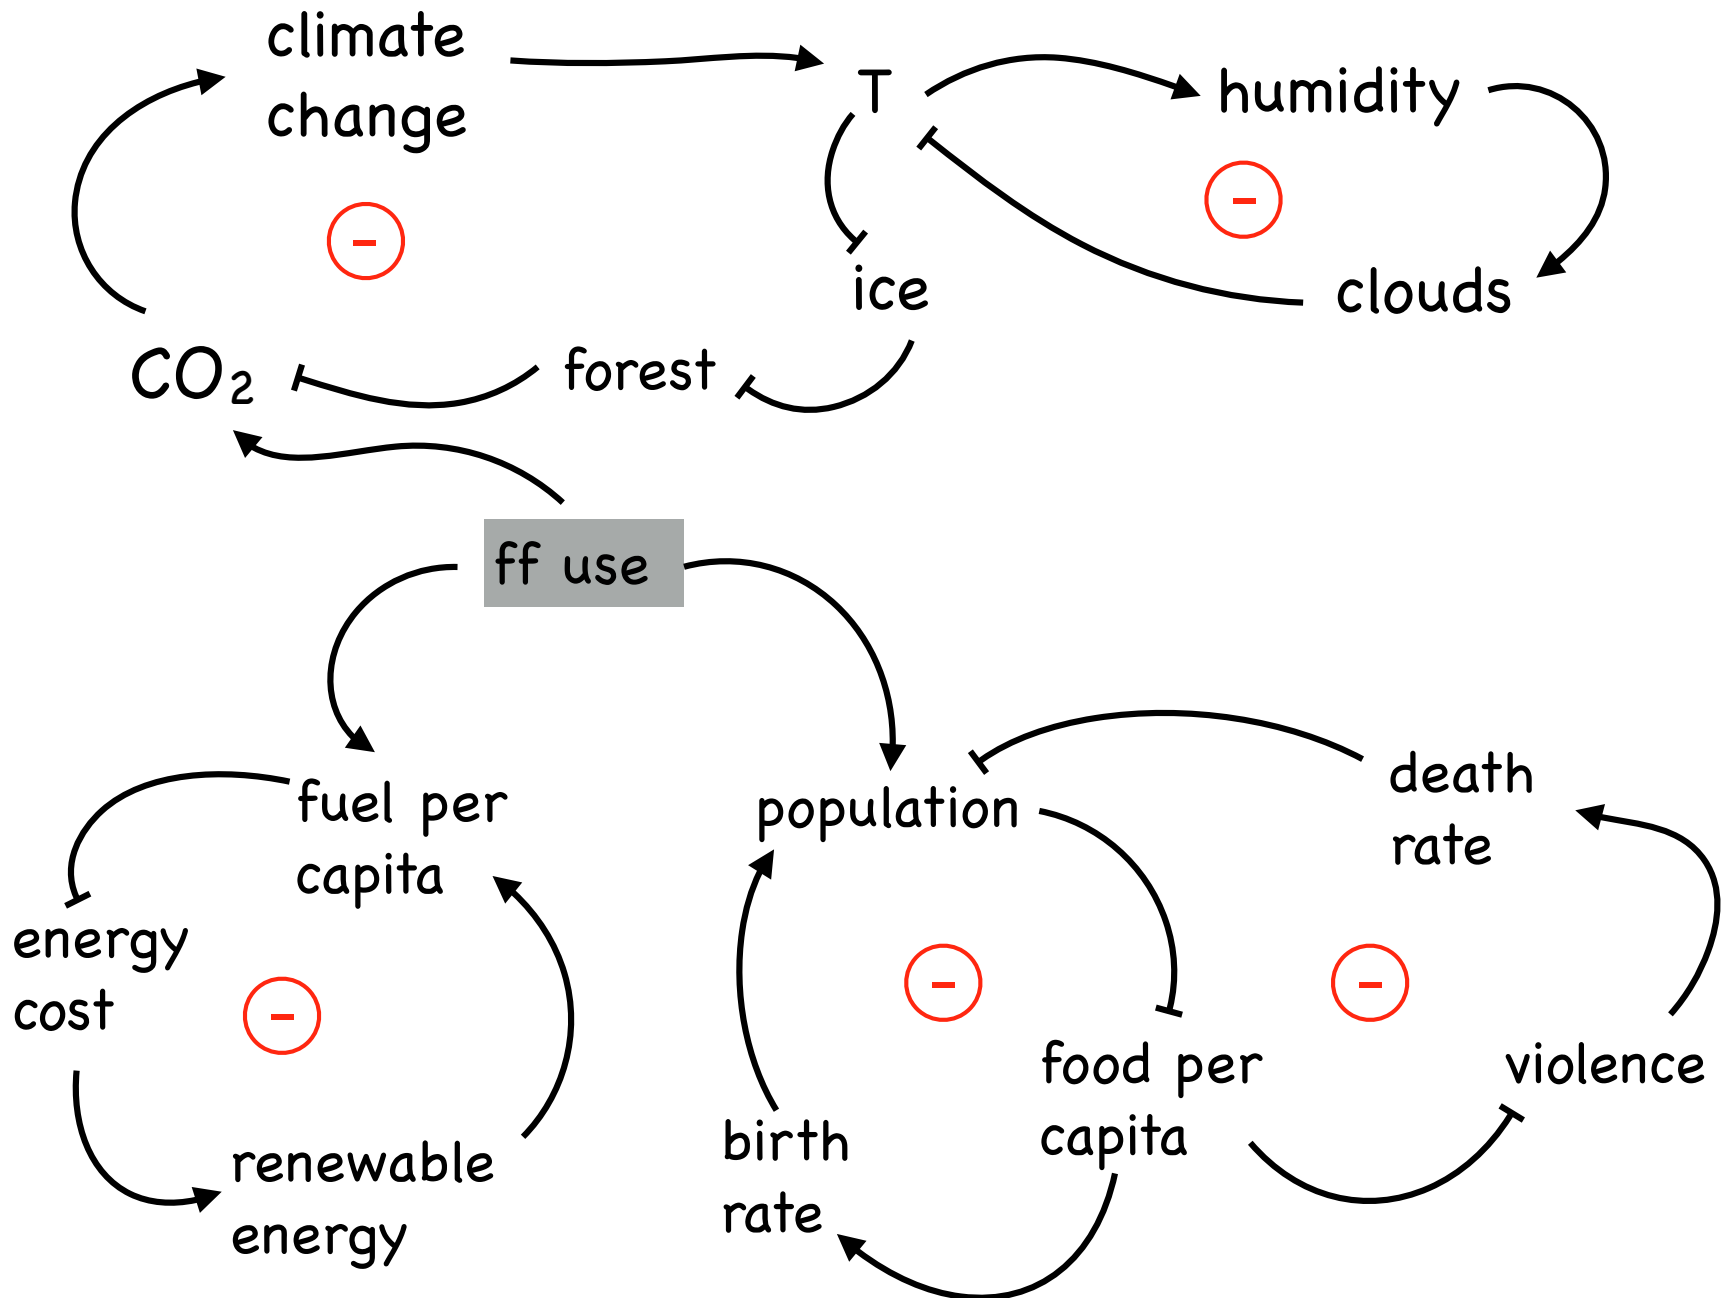 climate
change
T
humidity
−
−
ice
clouds
CO₂
forest
ff use
fuel per
capita
population
death
rate
energy
cost
−
−
−
food per
capita
violence
birth
rate
renewable
energy